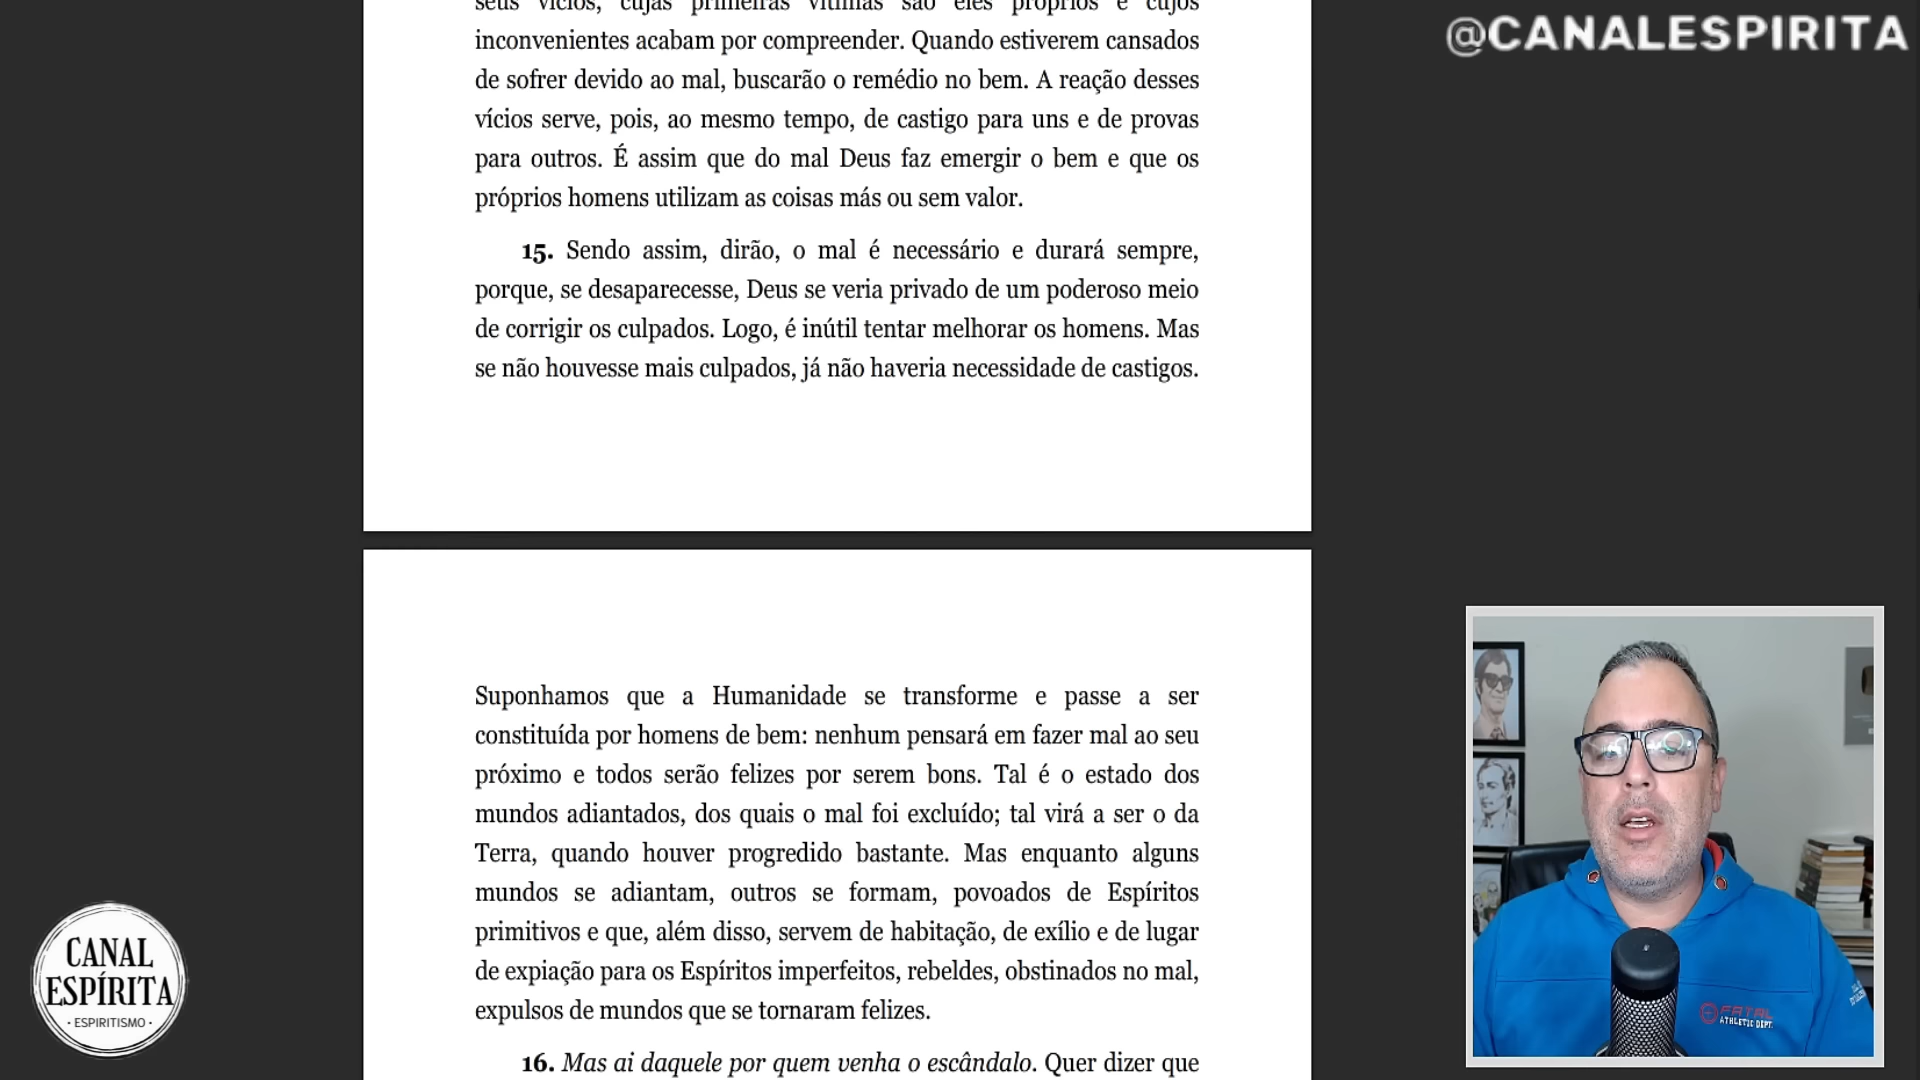 seus vícios, cujas primeiras vítimas são eles próprios e cujos
inconvenientes acabam por compreender. Quando estiverem cansados
de sofrer devido ao mal, buscarão o remédio no bem. A reação desses
vícios serve, pois, ao mesmo tempo, de castigo para uns e de provas
para outros. É assim que do mal Deus faz emergir o bem e que os
próprios homens utilizam as coisas más ou sem valor.
15. Sendo assim, dirão, o mal é necessário e durará sempre,
porque, se desaparecesse, Deus se veria privado de um poderoso meio
de corrigir os culpados. Logo, é inútil tentar melhorar os homens. Mas
se não houvesse mais culpados, já não haveria necessidade de castigos.
Suponhamos que a Humanidade se transforme e passe a ser
constituída por homens de bem: nenhum pensará em fazer mal ao seu
próximo e todos serão felizes por serem bons. Tal é o estado dos
mundos adiantados, dos quais o mal foi excluído; tal virá a ser o da
Terra, quando houver progredido bastante. Mas enquanto alguns
mundos se adiantam, outros se formam, povoados de Espíritos
primitivos e que, além disso, servem de habitação, de exílio e de lugar
de expiação para os Espíritos imperfeitos, rebeldes, obstinados no mal,
expulsos de mundos que se tornaram felizes.
16. Mas ai daquele por quem venha o escândalo. Quer dizer que
@CANALESPIRITA
CANAL
ESPÍRITA
· ESPIRITISMO ·
FATAL
ATHLETIC DEPT.